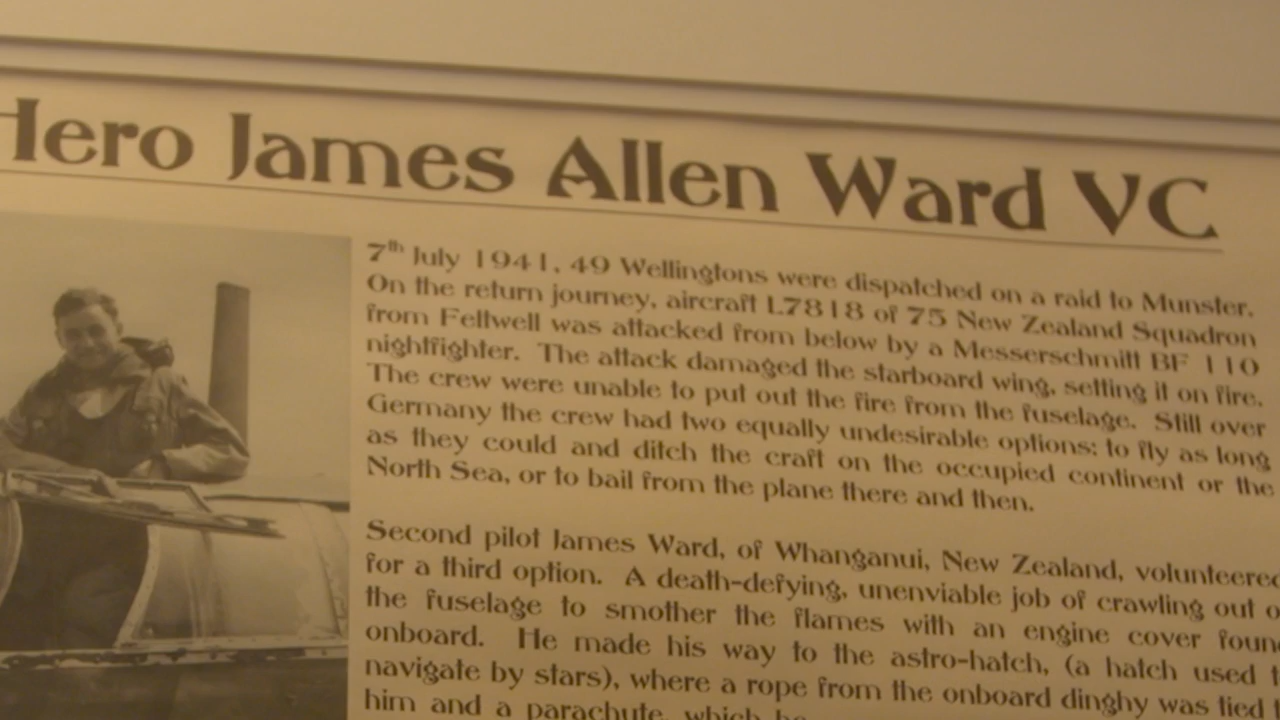 Hero James Allen Ward VC
7th July 1941, 49 Wellingtons were dispatched on a raid to Munster.
On the return journey, aircraft L7818 of 75 New Zealand Squadron
from Feltwell was attacked from below by a Messerschmitt BF 110
nightfighter. The attack damaged the starboard wing, setting it on fire.
The crew were unable to put out the fire from the fuselage. Still over
Germany the crew had two equally undesirable options; to fly as long
as they could and ditch the craft on the occupied continent or the
North Sea, or to bail from the plane there and then.
Second pilot James Ward, of Whanganui, New Zealand, volunteered
for a third option. A death-defying, unenviable job of crawling out
the fuselage to smother the flames with an engine cover
onboard. He made his way to the astro-hatch, (a hatch used
navigate by stars), where a rope from the onboard dinghy was tied
him and a parachute, which